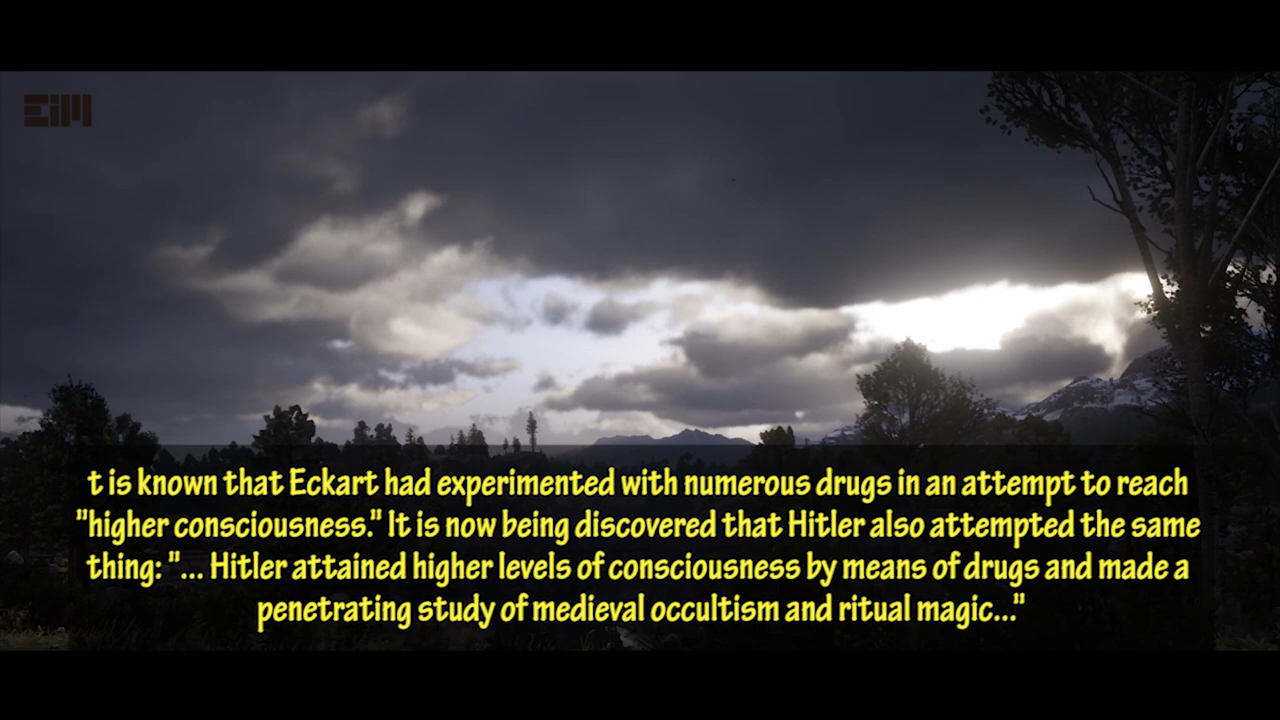 EiM
t is known that Eckart had experimented with numerous drugs in an attempt to reach
"higher consciousness." It is now being discovered that Hitler also attempted the same
thing: "... Hitler attained higher levels of consciousness by means of drugs and made a
penetrating study of medieval occultism and ritual magic..."